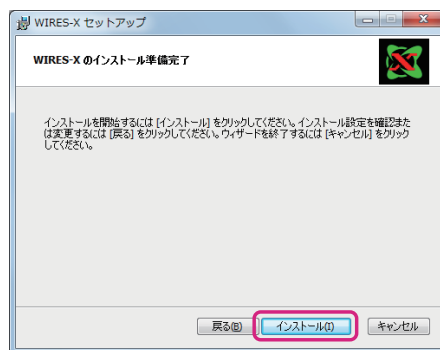 WIRES-X セットアップ
WIRES-X のインストール準備完了
インストールを開始するには [インストール] をクリックしてください。インストール設定を確認また
は変更するには [戻る] をクリックしてください。ウィザードを終了するには [キャンセル] をクリック
してください。
戻る(B) インストール(I) キャンセル